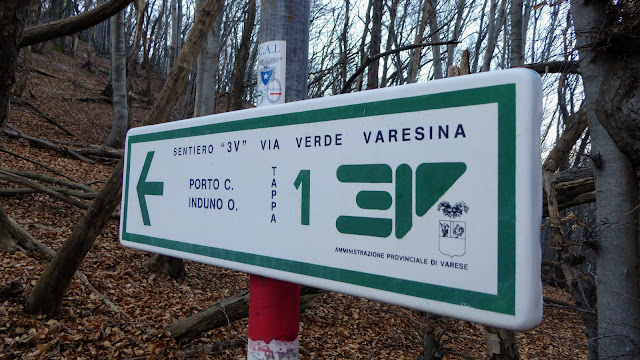 C.A.I.
SENTIERO "3V" VIA VERDE VARESINA
PORTO C.
INDUNO O.
TAPPA
1 3V
AMMINISTRAZIONE PROVINCIALE DI VARESE